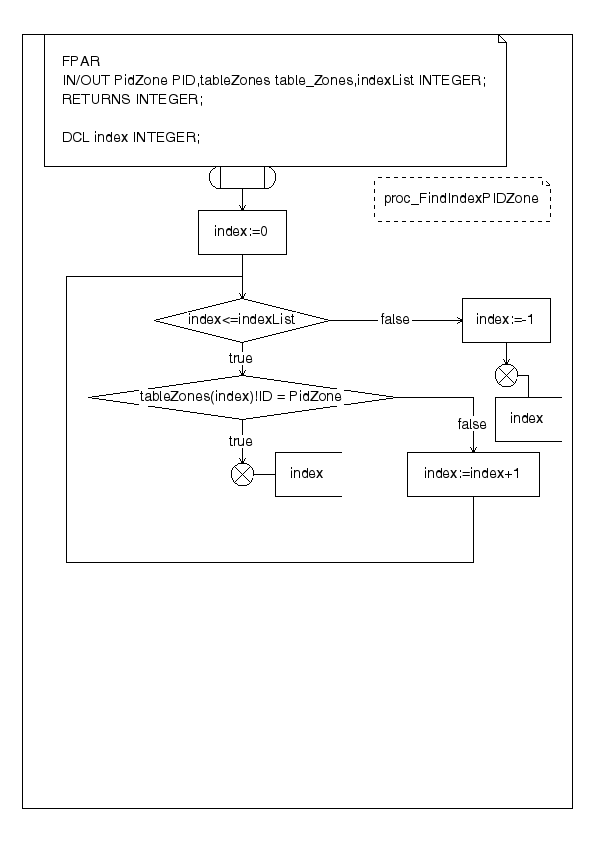 FPAR
IN/OUT PidZone PID,tableZones table_Zones,indexList INTEGER;
RETURNS INTEGER;
DCL index INTEGER;
proc_FindIndexPIDZone
index:=0
index<=indexList
false
index:=-1
true
index
tableZones(index)!ID = PidZone
false
true
index
index:=index+1